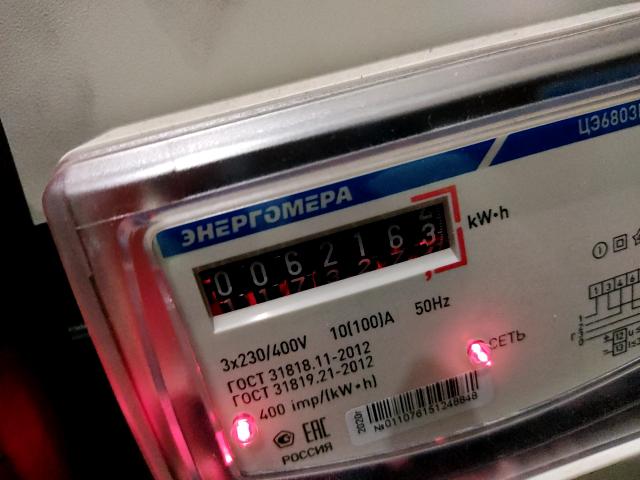 ЦЭ6803
ЭНЕРГОМЕРА
0062163
kW•h
3x230/400V 10(100)A 50Hz
ГОСТ 31818.11-2012
ГОСТ 31819.21-2012
400 imp/(kW•h)
СЕТЬ
ЕАС
РОССИЯ
2020г
№011076151248848